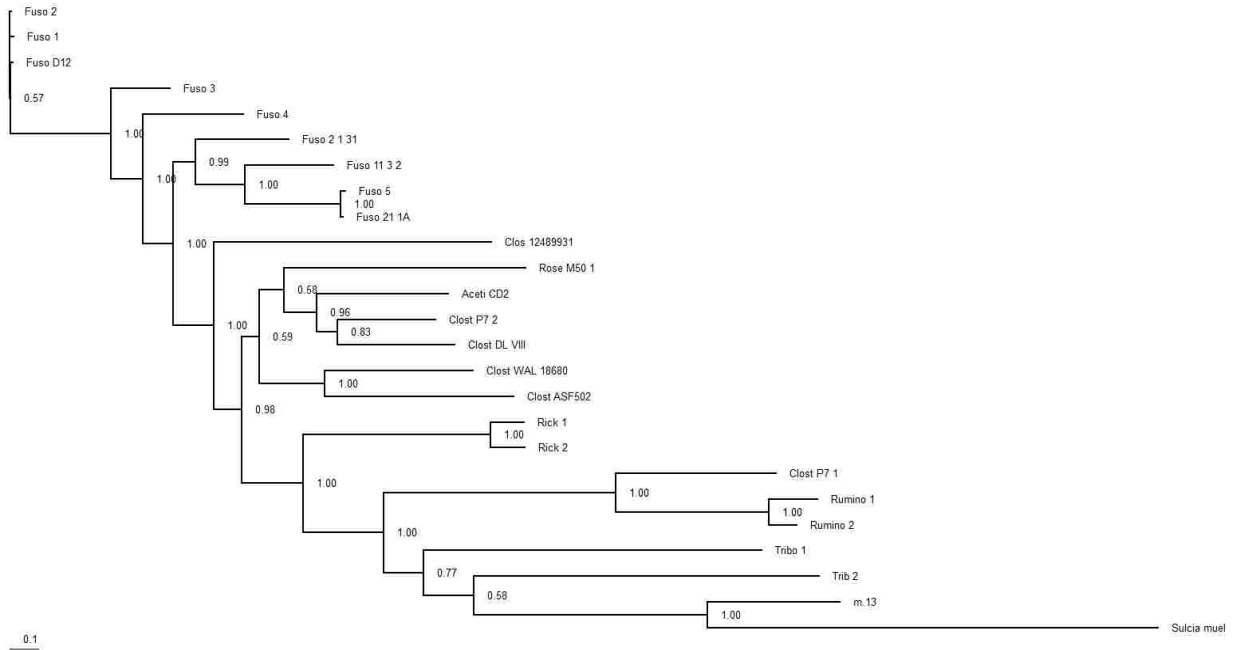 Fuso 2
Fuso 1
Fuso D12
Fuso 3
0.57
Fuso 4
1.00
Fuso 2 1 31
0.99
Fuso 11 3 2
1.00
1.00
Fuso 5
1.00
Fuso 21 1A
1.00
Clos 12489931
Rose M50 1
0.58
Aceti CD2
0.96
Clost P7 2
1.00
0.83
0.59
Clost DL VIII
Clost WAL 18680
1.00
Clost ASF502
0.98
Rick 1
1.00
Rick 2
Clost P7 1
1.00
1.00
Rumino 1
1.00
Rumino 2
1.00
Tribo 1
0.77
Trib 2
0.58
m.13
1.00
Sulcia muel
0.1